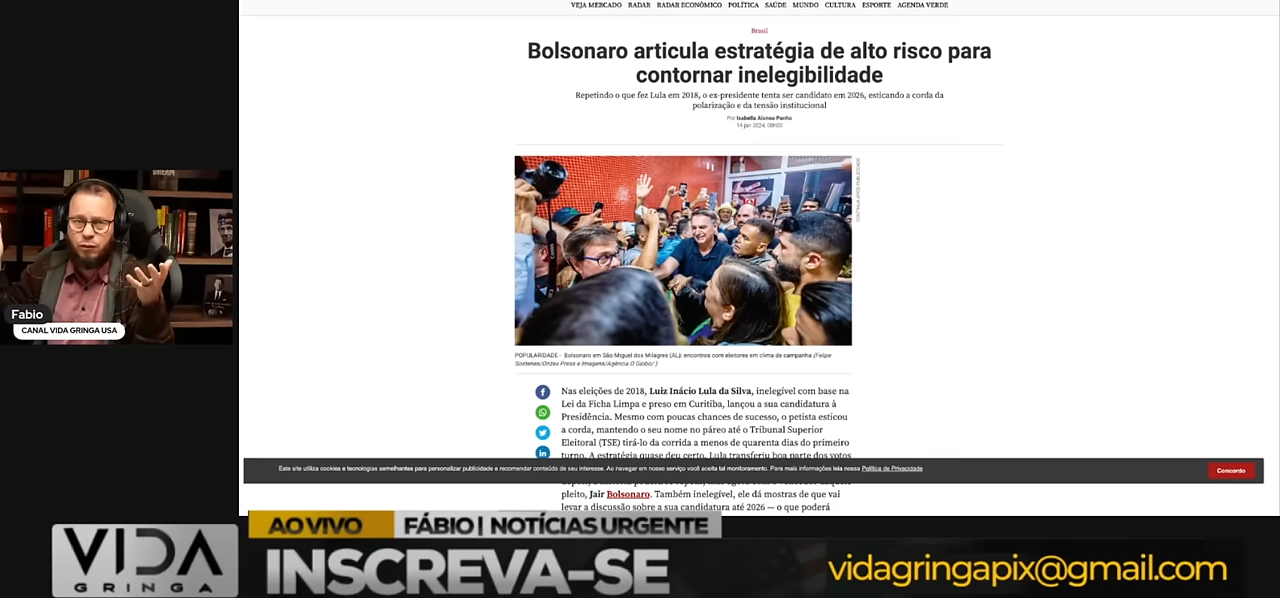 VEJA MERCADO RADAR RADAR ECONÔMICO POLÍTICA SAÚDE MUNDO CULTURA ESPORTE AGENDA VERDE
Brasil
Bolsonaro articula estratégia de alto risco para
contornar inelegibilidade
Repetindo o que fez Lula em 2018, o ex-presidente tenta ser candidato em 2026, esticando a corda da
polarização e da tensão institucional
Por Isabella Alonso Panho
14 jan 2024, 08h00
CONTINUA APÓS PUBLICIDADE
POPULARIDADE - Bolsonaro em São Miguel dos Milagres (AL): encontros com eleitores em clima de campanha (Felipe
Sostenes/Onzex Press e Imagens/Agência O Globo/ )
Nas eleições de 2018, Luiz Inácio Lula da Silva, inelegível com base na
Lei da Ficha Limpa e preso em Curitiba, lançou a sua candidatura à
Presidência. Mesmo com poucas chances de sucesso, o petista esticou
a corda, mantendo o seu nome no páreo até o Tribunal Superior
Eleitoral (TSE) tirá-lo da corrida a menos de quarenta dias do primeiro
turno. A estratégia quase deu certo. Lula transferiu boa parte dos votos
Este site utiliza cookies e tecnologias semelhantes para personalizar publicidade e recomendar conteúdo de seu interesse. Ao navegar em nosso serviço você aceita tal monitoramento. Para mais informações leia nossa Política de Privacidade
Concordo
pleito, Jair Bolsonaro. Também inelegível, ele dá mostras de que vai
levar a discussão sobre a sua candidatura até 2026 — o que poderá
DREAM
Fabio
CANAL VIDA GRINGA USA
VIDA
GRINGA
AO VIVO FÁBIO | NOTÍCIAS URGENTE
INSCREVA-SE
vidagringapix@gmail.com